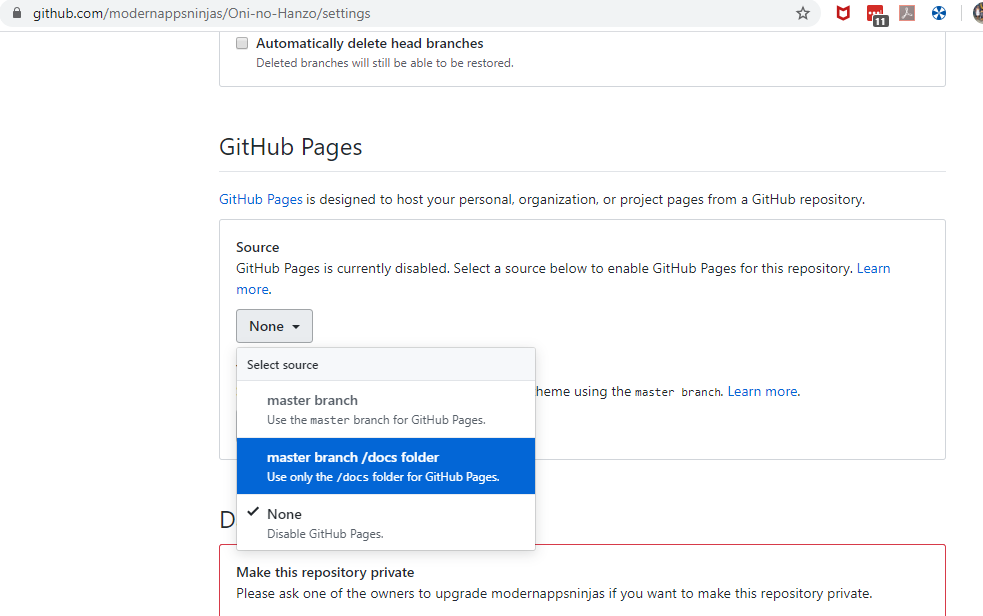 github.com/modernappsninjas/Oni-no-Hanzo/settings
11
Automatically delete head branches
Deleted branches will still be able to be restored.
GitHub Pages
GitHub Pages is designed to host your personal, organization, or project pages from a GitHub repository.
Source
GitHub Pages is currently disabled. Select a source below to enable GitHub Pages for this repository. Learn
more.
None
Select source
heme using the master branch. Learn more.
master branch
Use the master branch for GitHub Pages.
master branch /docs folder
Use only the /docs folder for GitHub Pages.
None
Disable GitHub Pages.
D
Make this repository private
Please ask one of the owners to upgrade modernappsninjas if you want to make this repository private.